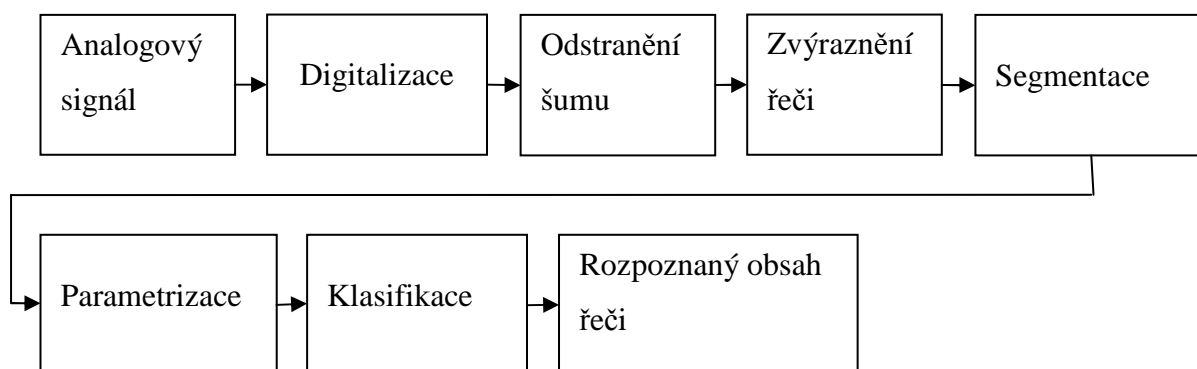 Analogový
signál
Digitalizace
Odstranění
šumu
Zvýraznění
řeči
Segmentace
Parametrizace
Klasifikace
Rozpoznaný obsah
řeči